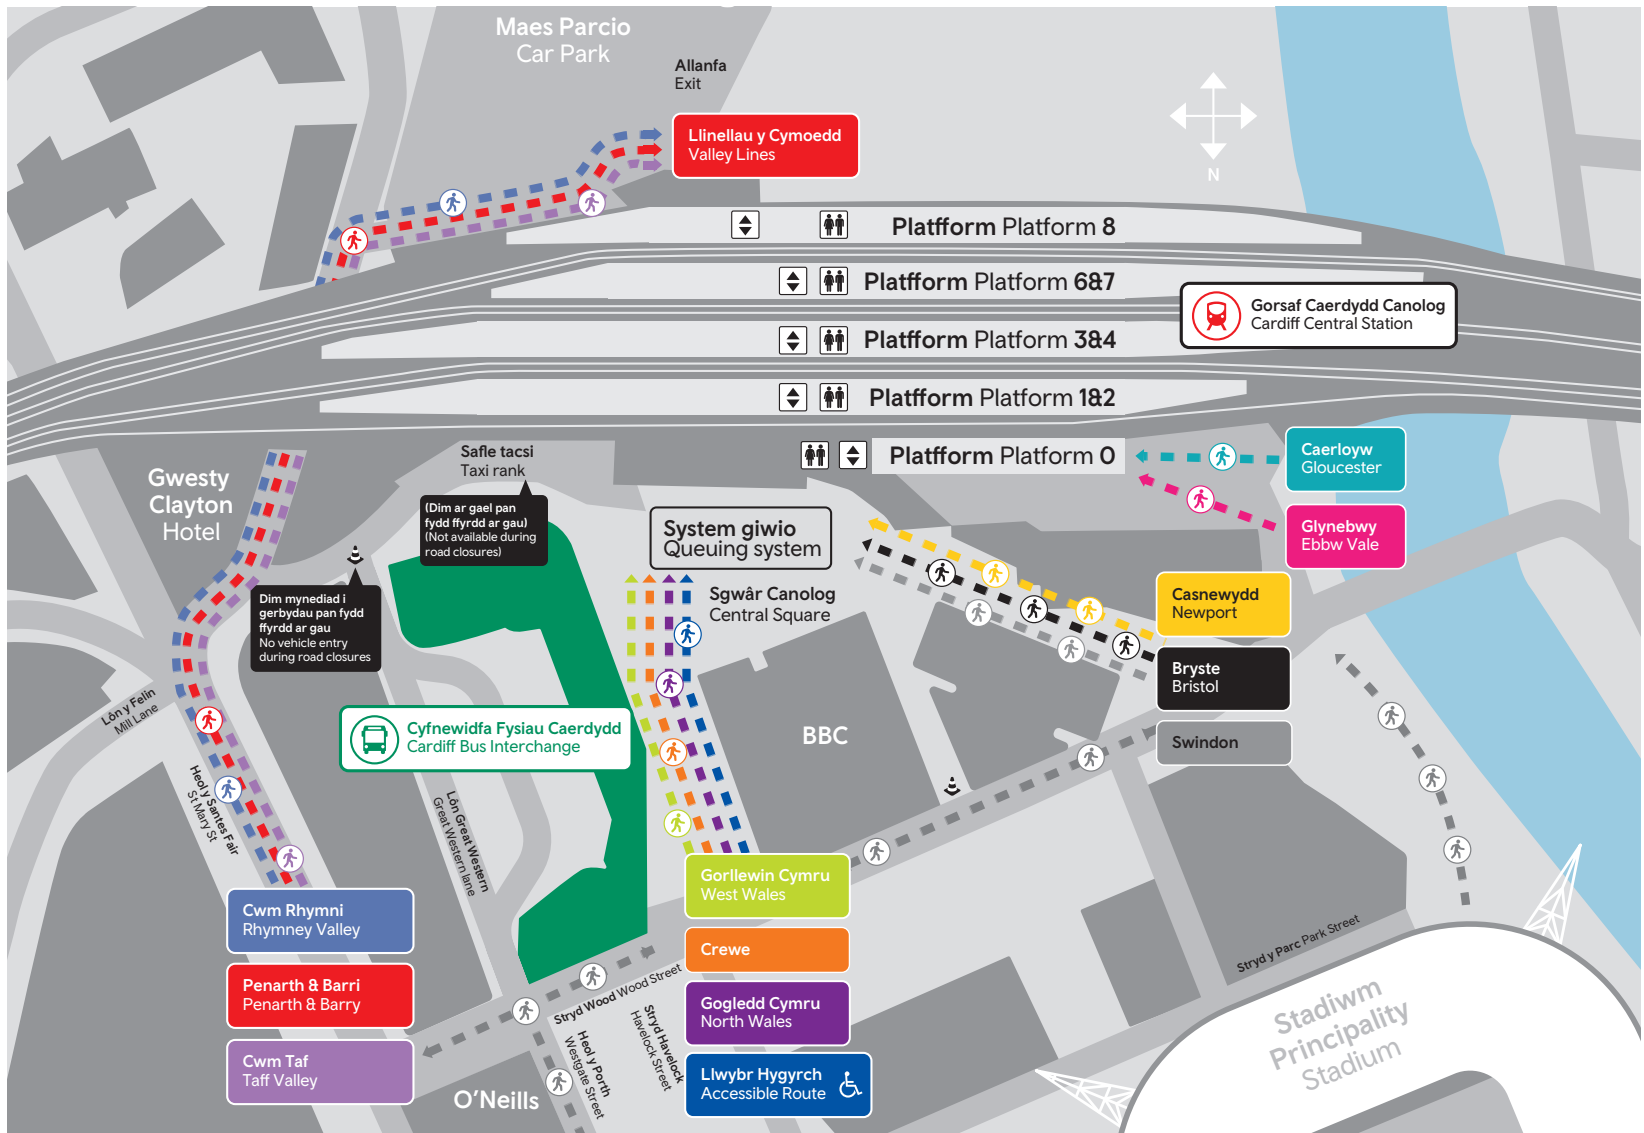 Maes Parcio
Car Park
Allanfa
Exit
Llinellau y Cymoedd
Valley Lines
N
Platfform Platform 8
Platfform Platform 6&7
Gorsaf Caerdydd Canolog
Cardiff Central Station
Platfform Platform 3&4
Platfform Platform 1&2
Platfform Platform 0
Caerloyw
Gloucester
Glynebwy
Ebbw Vale
Safle tacsi
Taxi rank
Gwesty
Clayton
Hotel
(Dim ar gael pan
fydd ffyrdd ar gau)
(Not available during
road closures)
System giwio
Queuing system
Dim mynediad i
gerbydau pan fydd
ffyrdd ar gau
No vehicle entry
during road closures
Sgwâr Canolog
Central Square
Casnewydd
Newport
Bryste
Bristol
Swindon
Lôn y Felin
Mill Lane
Cyfnewidfa Fysiau Caerdydd
Cardiff Bus Interchange
BBC
Heol y Santes Fair
St Mary St
Lôn Great Western
Great Western lane
Gorllewin Cymru
West Wales
Crewe
Gogledd Cymru
North Wales
Llwybr Hygyrch
Accessible Route
Cwm Rhymni
Rhymney Valley
Penarth & Barri
Penarth & Barry
Cwm Taf
Taff Valley
Stryd Wood Wood Street
Stryd Havelock
Havelock Street
Heol y Porth
Westgate Street
O'Neills
Stryd y Parc Park Street
Stadiwm
Principality
Stadium